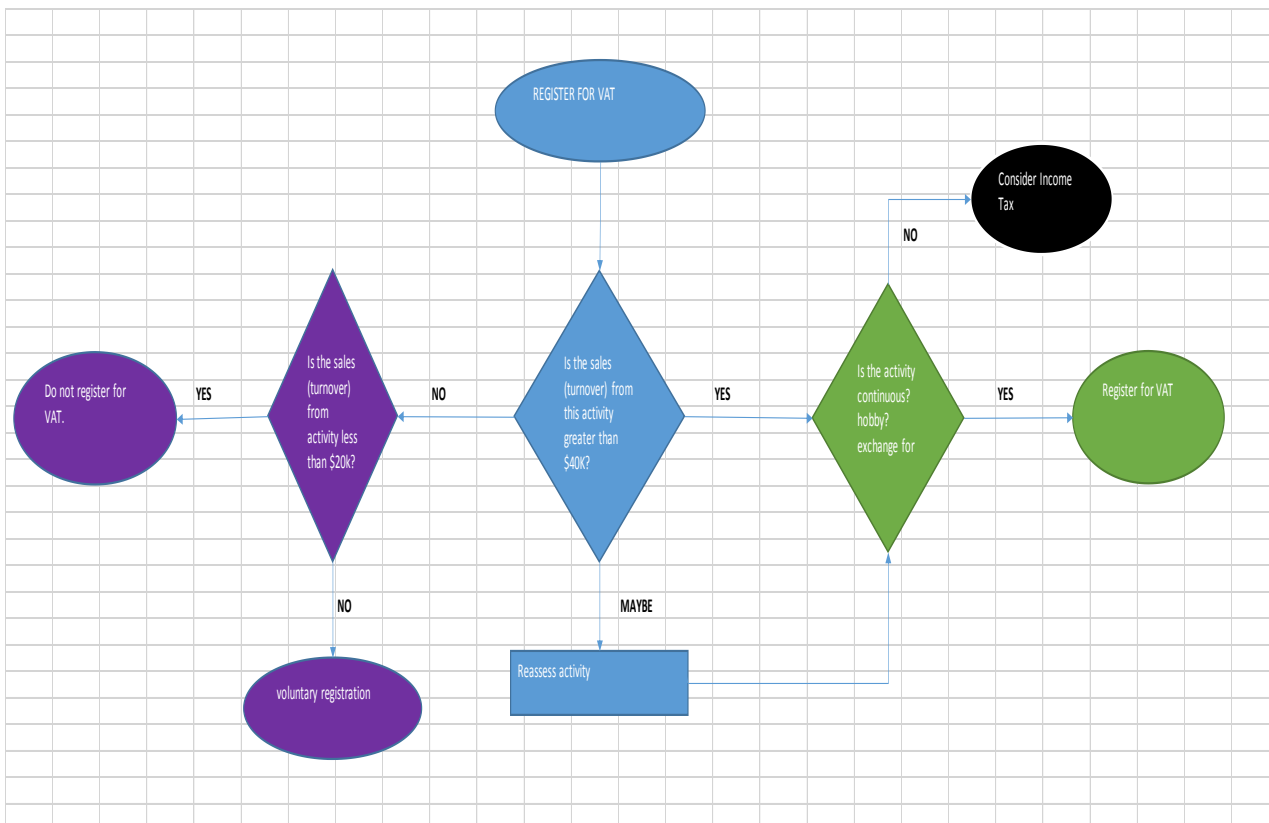 REGISTER FOR VAT
Consider Income
Tax
NO
Is the sales
(turnover) from
this activity
greater than
$40K?
NO
YES
MAYBE
Is the sales
(turnover)
from
activity less
than $20k?
YES
Do not register for
VAT.
NO
voluntary registration
Is the activity
continuous?
hobby?
exchange for
YES
Register for VAT
Reassess activity